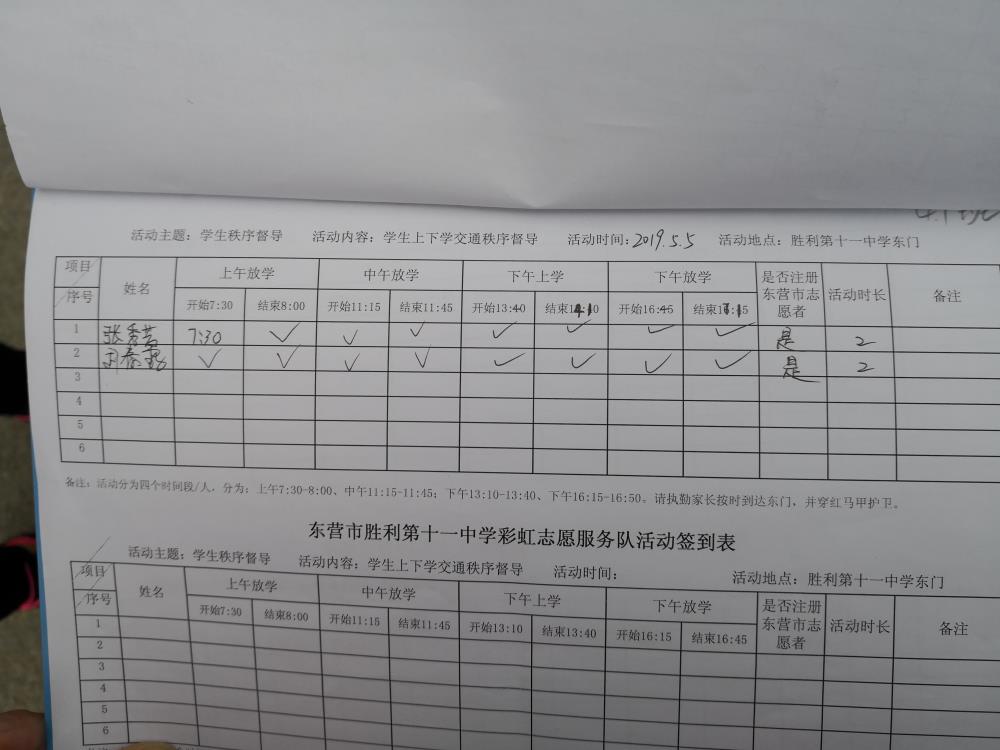 活动主题：学生秩序督导 活动内容：学生上下学交通秩序督导 活动时间：2019.5.5 活动地点：胜利第十一中学东门
项目 姓名 上午放学 中午放学 下午上学 下午放学 是否注册东营市志愿者 活动时长 备注
序号 开始7:30 结束8:00 开始11:15 结束11:45 开始13:40 开始16:45
1 7:30 ✓ ✓ ✓ ✓ ✓ ✓ ✓ 是 2
2 ✓ ✓ ✓ ✓ ✓ ✓ ✓ ✓ 是 2
3
4
5
6
备注：活动分为四个时间段/人，分为：上午7:30-8:00、中午11:15-11:45；下午13:10-13:40、下午16:15-16:50。请执勤家长按时到达东门，并穿红马甲护卫。
东营市胜利第十一中学彩虹志愿服务队活动签到表
活动主题：学生秩序督导 活动内容：学生上下学交通秩序督导 活动时间： 活动地点：胜利第十一中学东门
项目 姓名 上午放学 中午放学 下午上学 下午放学 是否注册东营市志愿者 活动时长 备注
序号 开始7:30 结束8:00 开始11:15 结束11:45 开始13:10 结束13:40 开始16:15 结束16:45
1
2
3
4
5
6